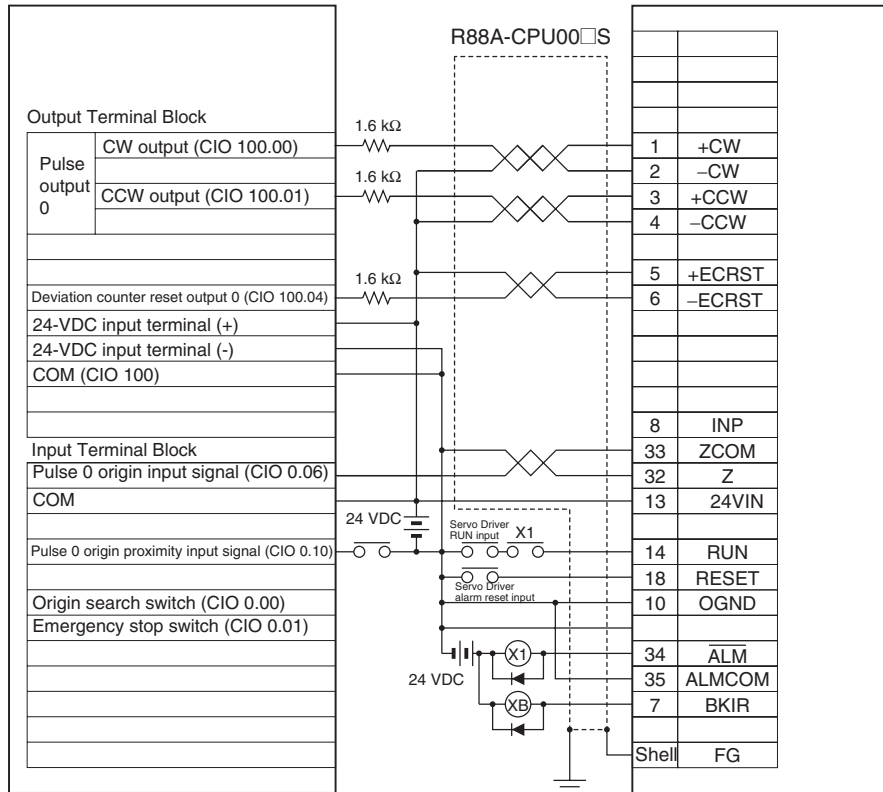 R88A-CPU00□S
Output Terminal Block
Pulse output 0
CW output (CIO 100.00)
1.6 kΩ
1 +CW
2 −CW
CCW output (CIO 100.01)
1.6 kΩ
3 +CCW
4 −CCW
5 +ECRST
Deviation counter reset output 0 (CIO 100.04)
1.6 kΩ
6 −ECRST
24-VDC input terminal (+)
24-VDC input terminal (-)
COM (CIO 100)
8 INP
Input Terminal Block
33 ZCOM
Pulse 0 origin input signal (CIO 0.06)
32 Z
COM
13 24VIN
24 VDC
Servo Driver
RUN input
X1
Pulse 0 origin proximity input signal (CIO 0.10)
14 RUN
18 RESET
Servo Driver
alarm reset input
Origin search switch (CIO 0.00)
10 OGND
Emergency stop switch (CIO 0.01)
X1
34 A̅L̅M̅
24 VDC
35 ALMCOM
XB
7 BKIR
Shell FG